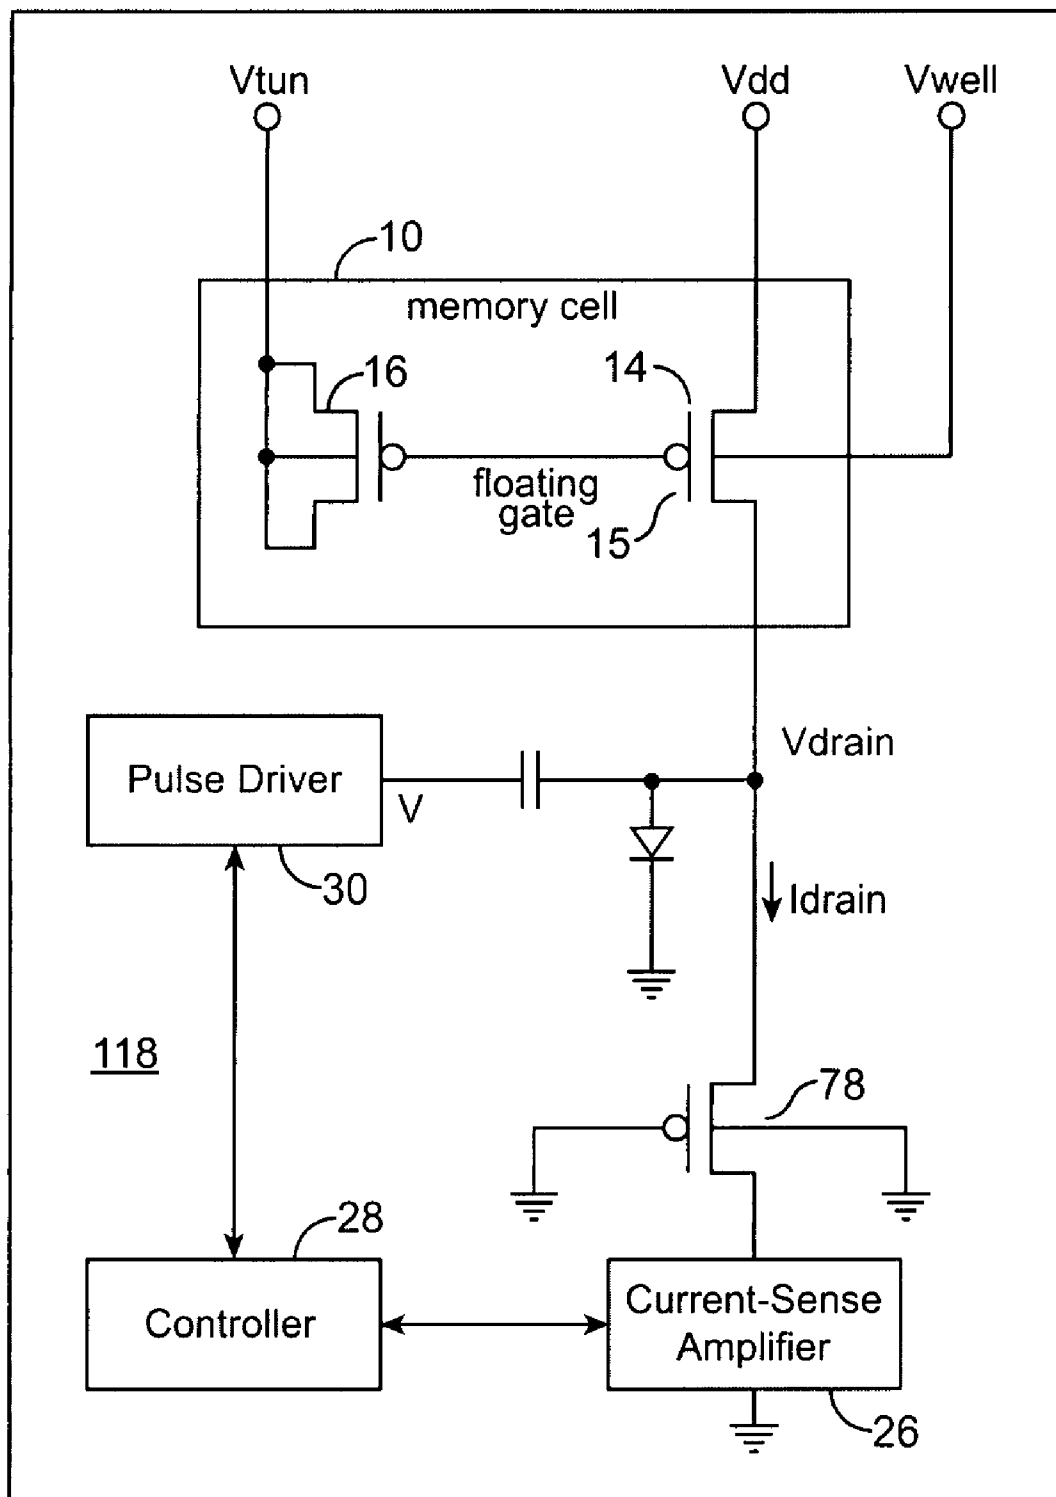 Vtun
Vdd
Vwell
10
memory cell
16
14
floating
gate
15
Pulse Driver
V
Vdrain
30
Idrain
118
78
28
Controller
Current-Sense
Amplifier
26